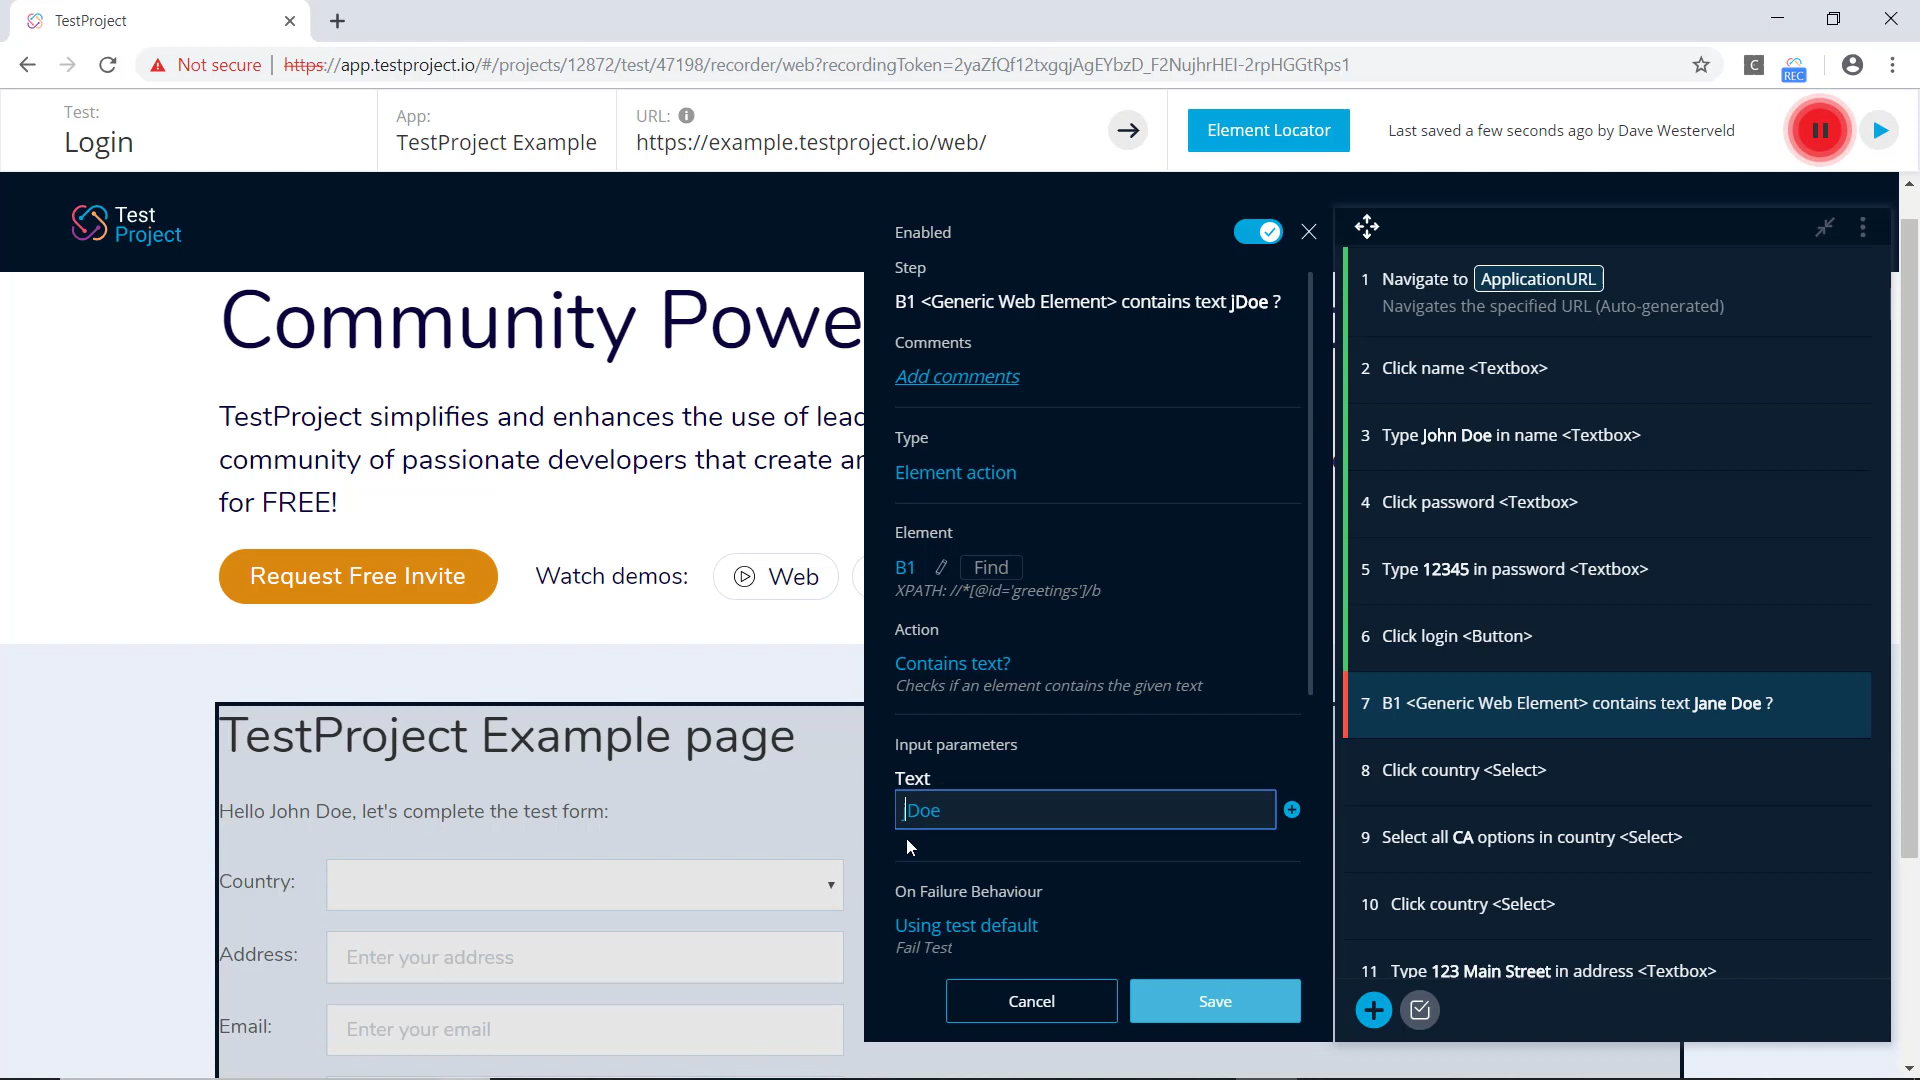 TestProject
Not secure
https://app.testproject.io/#/projects/12872/test/47198/recorder/web?recordingToken=2yaZfQf12txgqjAgEYbzD_F2NujhrHEI-2rpHGGtRps1
C
REC
Test:
Login
App:
TestProject Example
URL:
https://example.testproject.io/web/
Element Locator
Last saved a few seconds ago by Dave Westerveld
Test
Project
Community Powe
TestProject simplifies and enhances the use of lead
community of passionate developers that create an
for FREE!
Request Free Invite
Watch demos:
Web
TestProject Example page
Hello John Doe, let's complete the test form:
Country:
Address:
Enter your address
Email:
Enter your email
Enabled
Step
B1 <Generic Web Element> contains text jDoe ?
Comments
Add comments
Type
Element action
Element
B1
Find
XPATH: //*[@id='greetings']/b
Action
Contains text?
Checks if an element contains the given text
Input parameters
Text
jDoe
On Failure Behaviour
Using test default
Fail Test
Cancel
Save
1 Navigate to ApplicationURL
Navigates the specified URL (Auto-generated)
2 Click name <Textbox>
3 Type John Doe in name <Textbox>
4 Click password <Textbox>
5 Type 12345 in password <Textbox>
6 Click login <Button>
7 B1 <Generic Web Element> contains text Jane Doe ?
8 Click country <Select>
9 Select all CA options in country <Select>
10 Click country <Select>
11 Type 123 Main Street in address <Textbox>